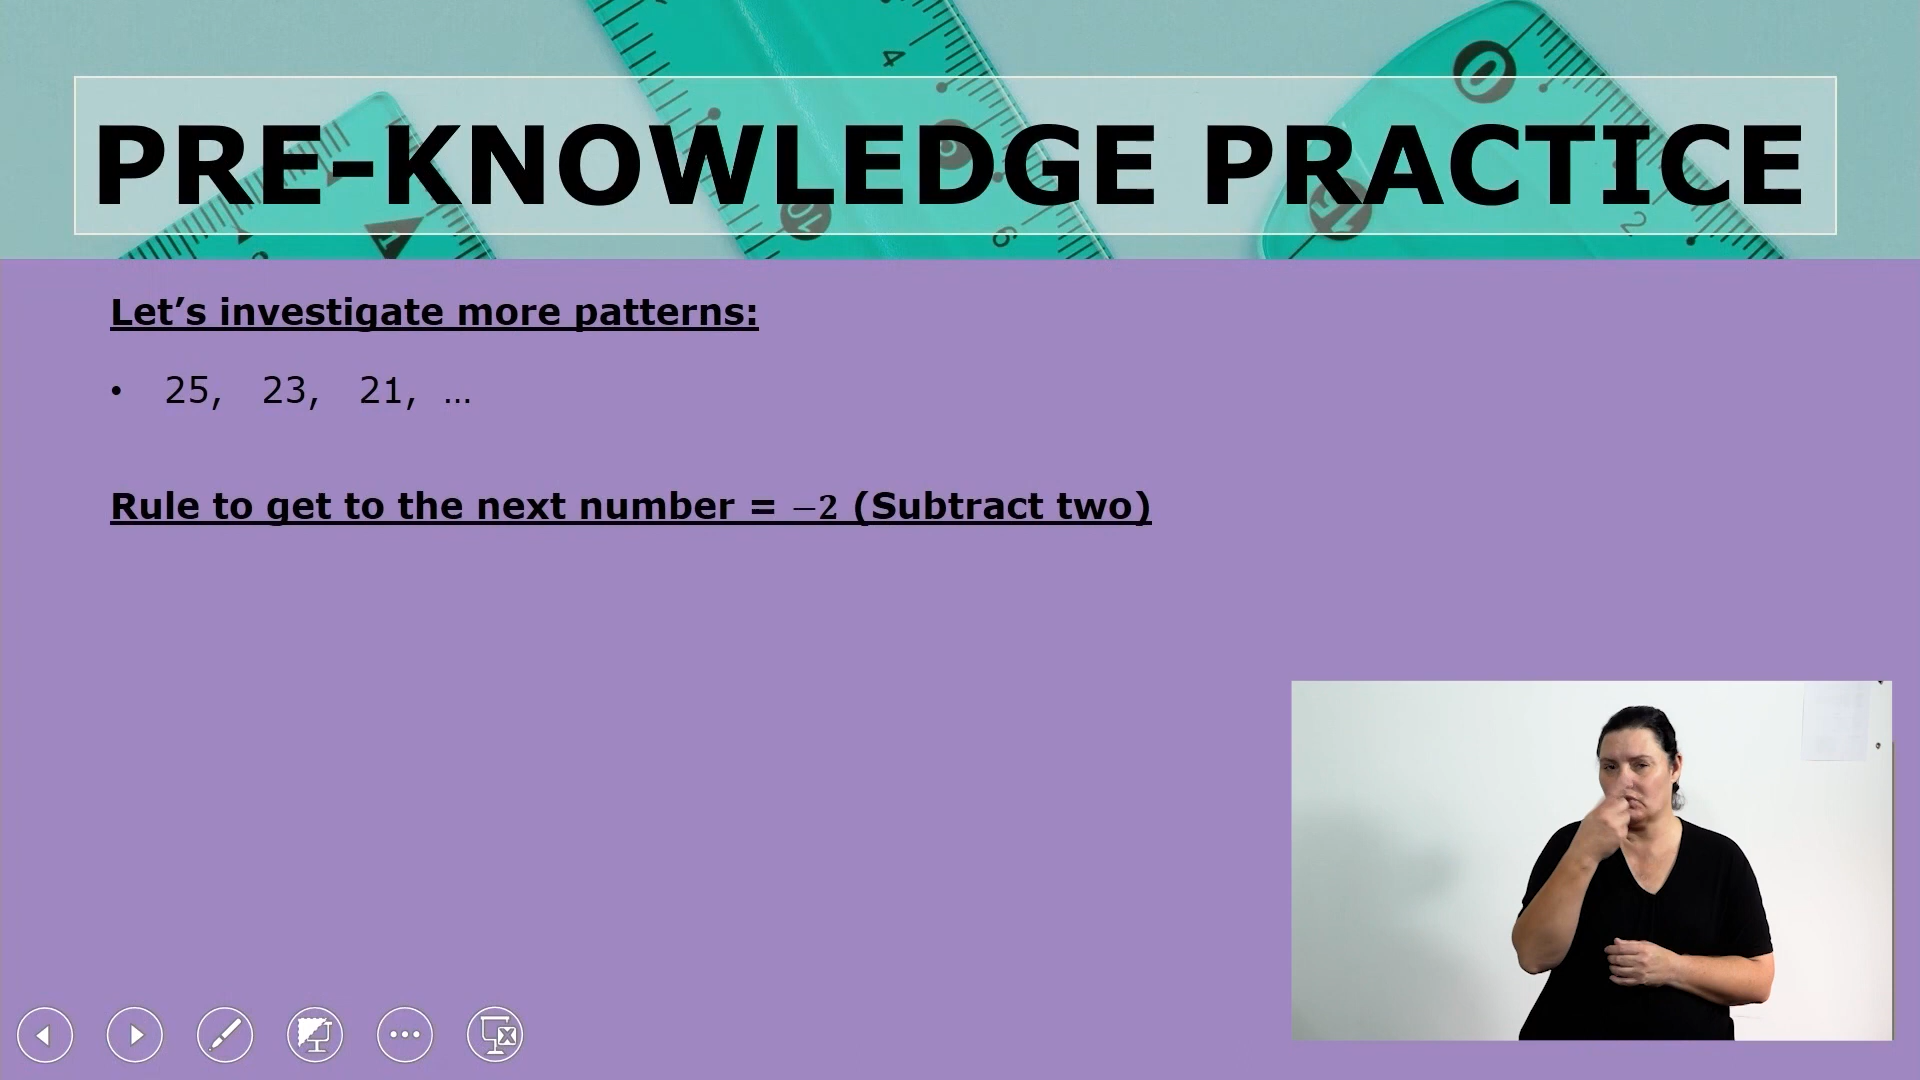 PRE-KNOWLEDGE PRACTICE
Let’s investigate more patterns:
• 25, 23, 21, …
Rule to get to the next number = −2 (Subtract two)